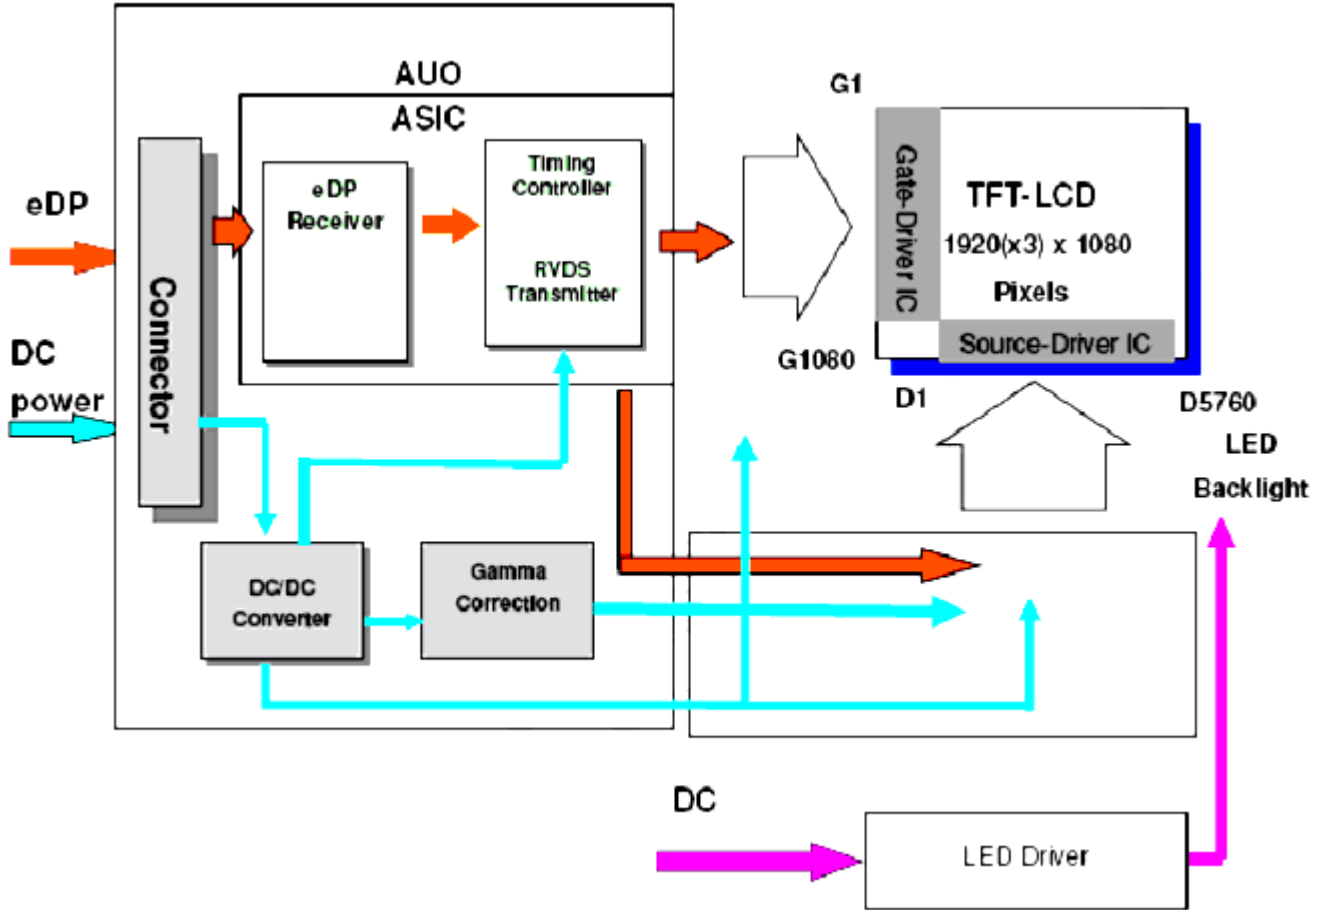 AUO
ASIC
eDP
DC
power
Connector
eDP
Receiver
Timing
Controller
RVDS
Transmitter
DC/DC
Converter
Gamma
Correction
G1
G1080
Gate-Driver IC
TFT-LCD
1920(x3) x 1080
Pixels
Source-Driver IC
D1
D5760
LED
Backlight
DC
LED Driver